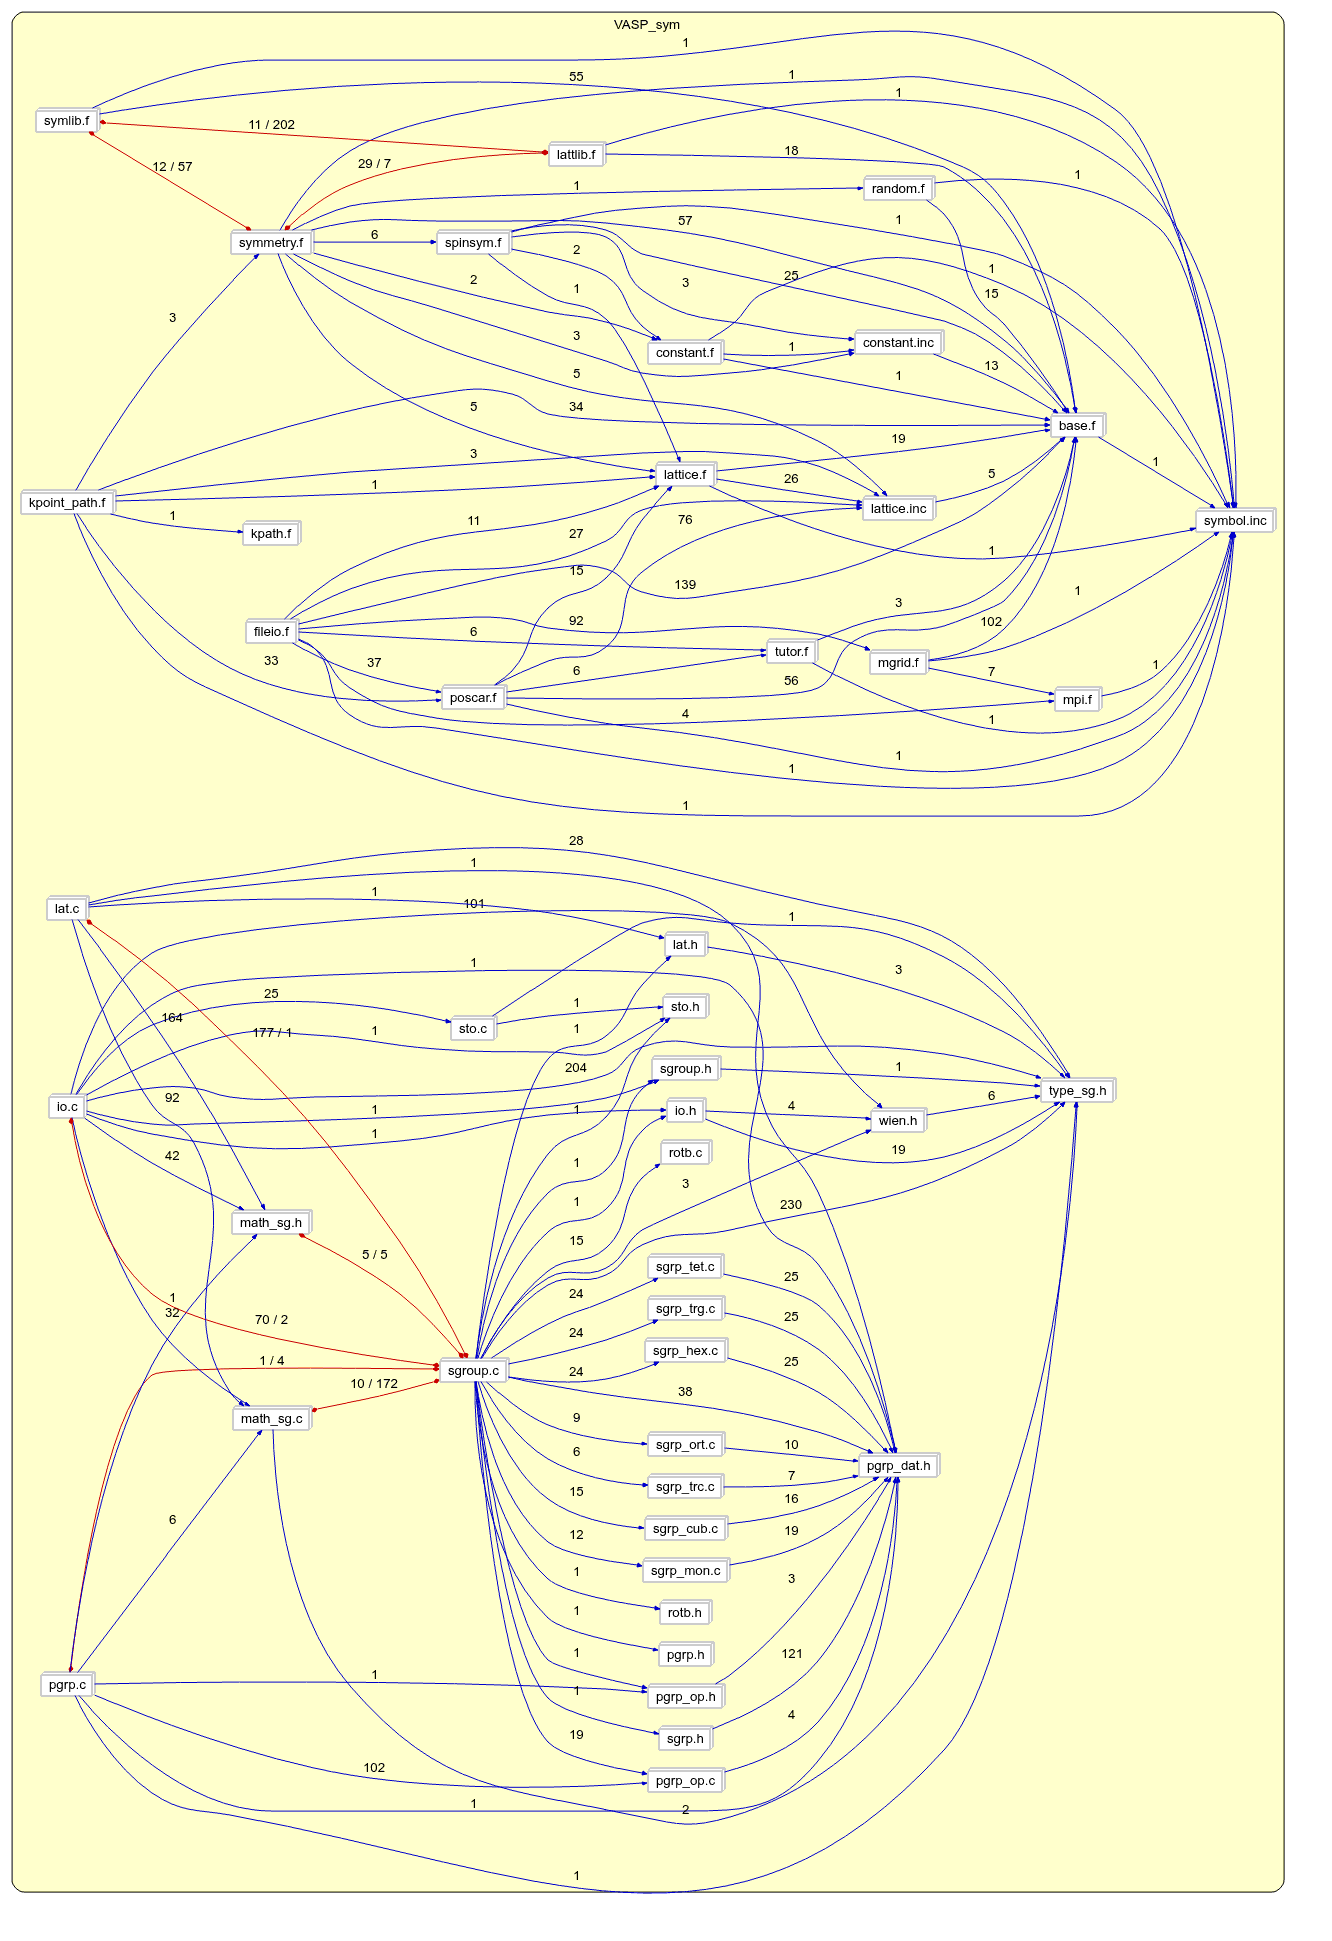 VASP_sym
1
55
1
1
symlib.f
11 / 202
12 / 57
29 / 7
lattlib.f
18
1
random.f
1
57
1
symmetry.f
6
spinsym.f
2
2
1
3
25
1
15
3
3
constant.f
1
constant.inc
13
5
1
5
34
base.f
19
3
1
lattice.f
26
5
1
kpoint_path.f
1
kpath.f
11
27
76
lattice.inc
symbol.inc
15
139
1
1
3
fileio.f
6
92
102
33
37
tutor.f
mgrid.f
1
7
6
56
poscar.f
mpi.f
4
1
1
1
1
28
1
lat.c
1
101
1
lat.h
3
1
25
sto.c
1
sto.h
164
177 / 1
1
1
204
sgroup.h
1
type_sg.h
92
io.c
1
1
io.h
4
wien.h
6
1
42
1
rotb.c
19
3
1
230
math_sg.h
15
5 / 5
sgrp_tet.c
25
24
1
32
70 / 2
24
sgrp_trg.c
25
sgrp_hex.c
25
1 / 4
sgroup.c
24
10 / 172
38
math_sg.c
9
sgrp_ort.c
10
pgrp_dat.h
6
sgrp_trc.c
7
15
16
6
12
sgrp_cub.c
19
1
sgrp_mon.c
3
1
rotb.h
1
pgrp.h
121
pgrp.c
1
1
pgrp_op.h
4
19
sgrp.h
102
pgrp_op.c
1
2
1